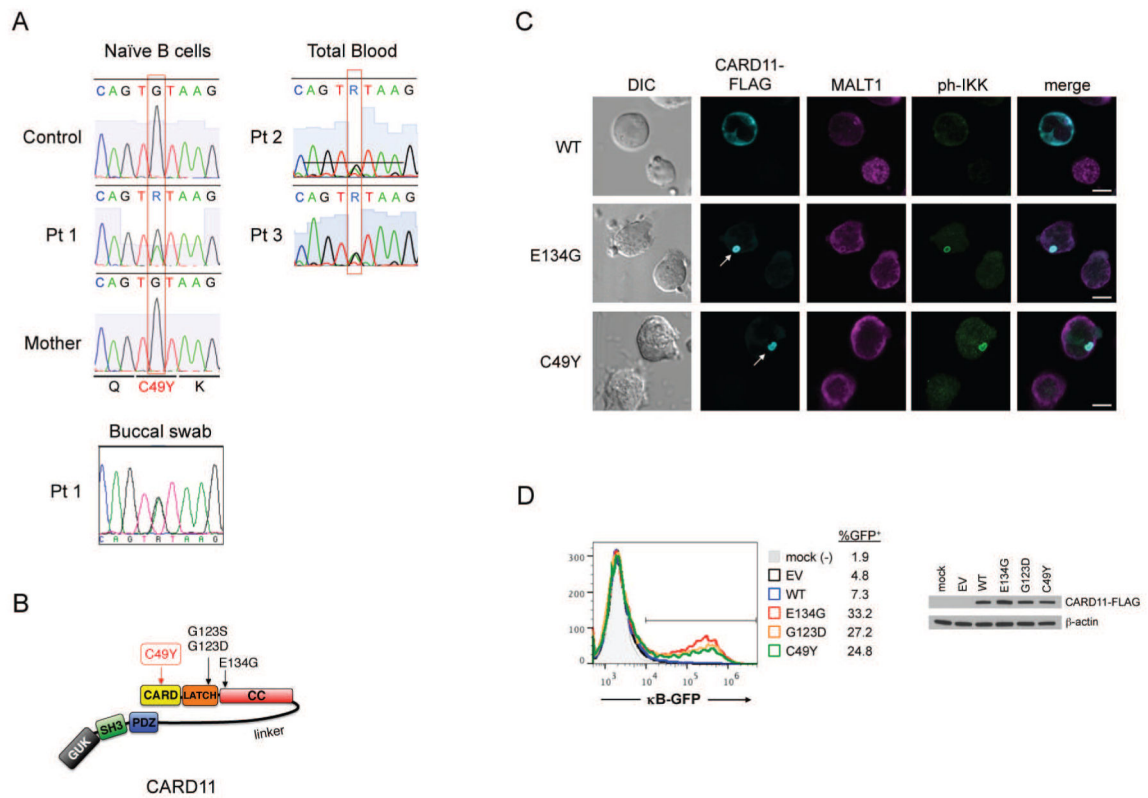 A
Naïve B cells
Total Blood
C A G T G T A A G
Control
C A G T R T A A G
Pt 2
C A G T R T A A G
Pt 1
C A G T R T A A G
Pt 3
C A G T G T A A G
Mother
Q C49Y K
Buccal swab
Pt 1
C A G T R T A A G
B
G123S
G123D
C49Y
E134G
CARD LATCH CC
GUK SH3 PDZ
linker
CARD11
C
DIC
CARD11-
FLAG
MALT1
ph-IKK
merge
WT
E134G
C49Y
D
%GFP+
mock (-) 1.9
EV 4.8
WT 7.3
E134G 33.2
G123D 27.2
C49Y 24.8
300
200
100
0
10³ 10⁴ 10⁵ 10⁶
κB-GFP
mock
EV
WT
E134G
G123D
C49Y
CARD11-FLAG
β-actin